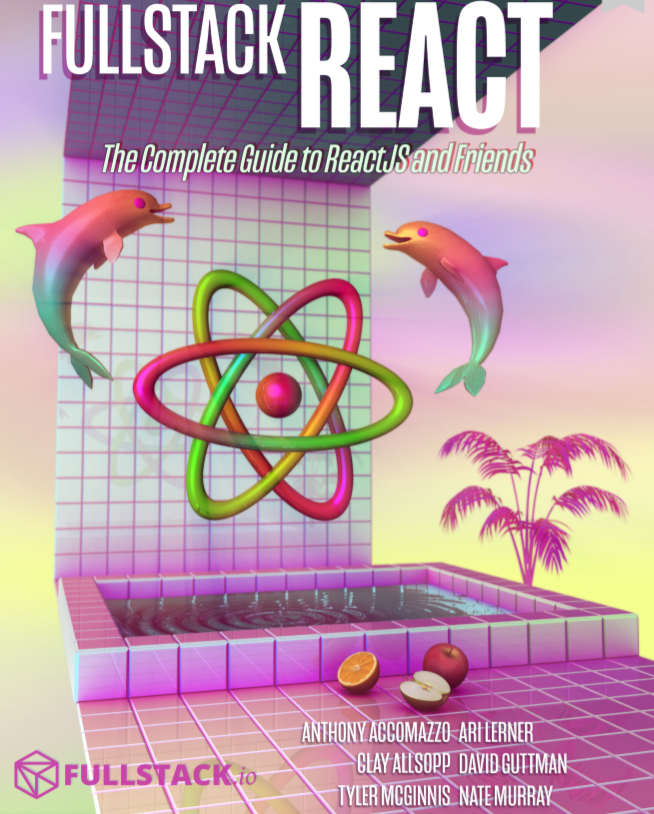 FULLSTACK REACT
The Complete Guide to ReactJS and Friends
ANTHONY ACCOMAZZO ARI LERNER
CLAY ALLSOPP DAVID GUTTMAN
TYLER MCGINNIS NATE MURRAY
FULLSTACK.io